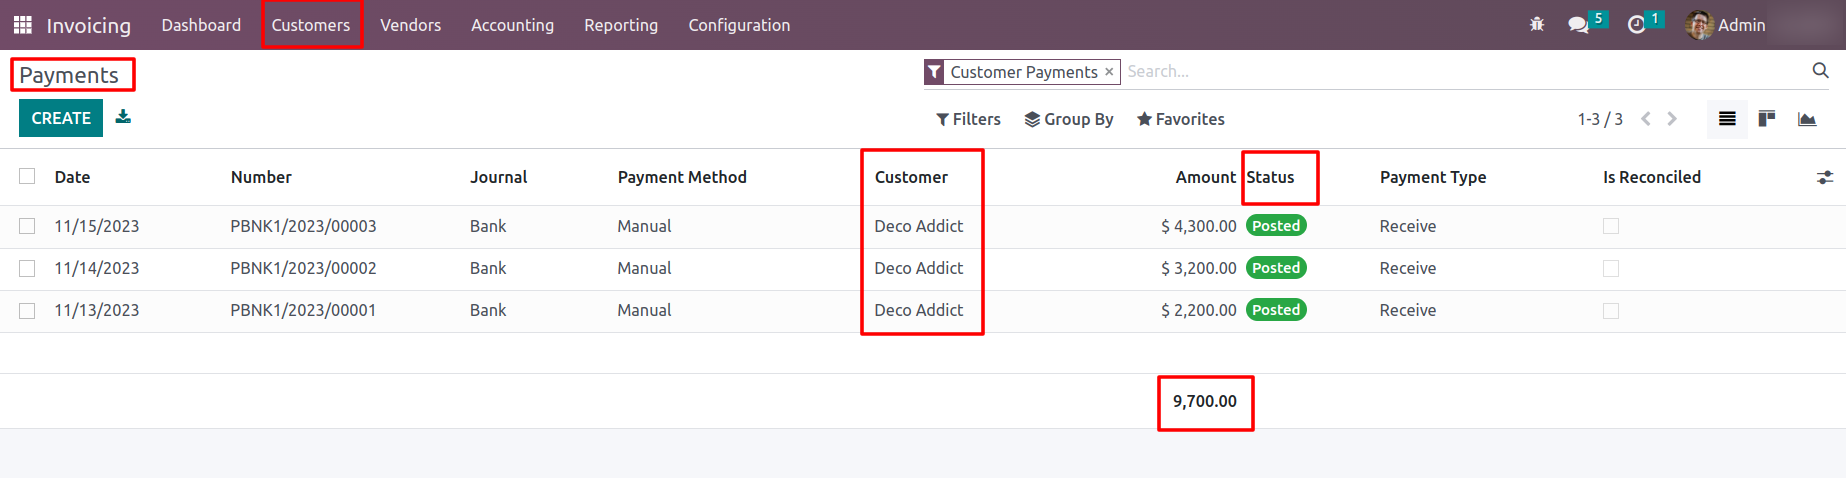 Invoicing Dashboard Customers Vendors Accounting Reporting Configuration 5 1 Admin
Payments Customer Payments × Search...
CREATE Filters Group By Favorites 1-3 / 3
Date Number Journal Payment Method Customer Amount Status Payment Type Is Reconciled
11/15/2023 PBNK1/2023/00003 Bank Manual Deco Addict $ 4,300.00 Posted Receive
11/14/2023 PBNK1/2023/00002 Bank Manual Deco Addict $ 3,200.00 Posted Receive
11/13/2023 PBNK1/2023/00001 Bank Manual Deco Addict $ 2,200.00 Posted Receive
9,700.00